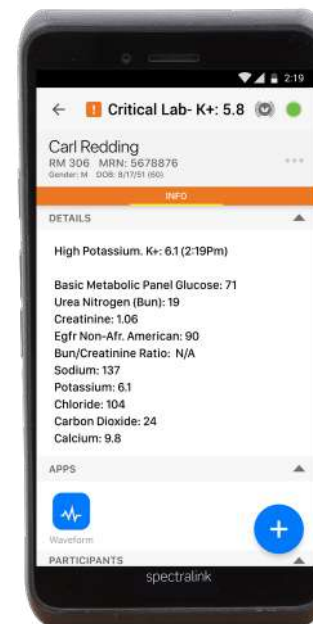 2:19
Critical Lab- K+: 5.8
Carl Redding
RM 306 MRN: 5678876
Gender: M DOB: 8/17/51 (60)
INFO
DETAILS
High Potassium. K+: 6.1 (2:19Pm)
Basic Metabolic Panel Glucose: 71
Urea Nitrogen (Bun): 19
Creatinine: 1.06
Egfr Non-Afr. American: 90
Bun/Creatinine Ratio: N/A
Sodium: 137
Potassium: 6.1
Chloride: 104
Carbon Dioxide: 24
Calcium: 9.8
APPS
Waveform
PARTICIPANTS
spectralink